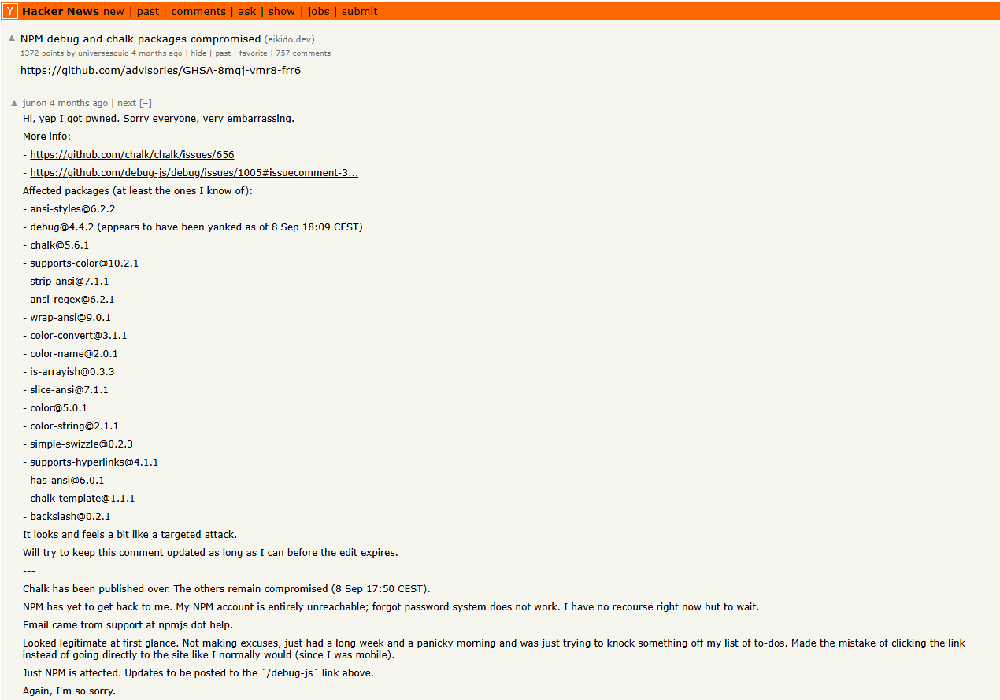 Y Hacker News new | past | comments | ask | show | jobs | submit
▲ NPM debug and chalk packages compromised (aikido.dev)
1372 points by universesquid 4 months ago | hide | past | favorite | 757 comments
https://github.com/advisories/GHSA-8mgj-vmr8-frr6
▲ junon 4 months ago | next [–]
Hi, yep I got pwned. Sorry everyone, very embarrassing.
More info:
- https://github.com/chalk/chalk/issues/656
- https://github.com/debug-js/debug/issues/1005#issuecomment-3...
Affected packages (at least the ones I know of):
- ansi-styles@6.2.2
- debug@4.4.2 (appears to have been yanked as of 8 Sep 18:09 CEST)
- chalk@5.6.1
- supports-color@10.2.1
- strip-ansi@7.1.1
- ansi-regex@6.2.1
- wrap-ansi@9.0.1
- color-convert@3.1.1
- color-name@2.0.1
- is-arrayish@0.3.3
- slice-ansi@7.1.1
- color@5.0.1
- color-string@2.1.1
- simple-swizzle@0.2.3
- supports-hyperlinks@4.1.1
- has-ansi@6.0.1
- chalk-template@1.1.1
- backslash@0.2.1
It looks and feels a bit like a targeted attack.
Will try to keep this comment updated as long as I can before the edit expires.
---
Chalk has been published over. The others remain compromised (8 Sep 17:50 CEST).
NPM has yet to get back to me. My NPM account is entirely unreachable; forgot password system does not work. I have no recourse right now but to wait.
Email came from support at npmjs dot help.
Looked legitimate at first glance. Not making excuses, just had a long week and a panicky morning and was just trying to knock something off my list of to-dos. Made the mistake of clicking the link
instead of going directly to the site like I normally would (since I was mobile).
Just NPM is affected. Updates to be posted to the `/debug-js` link above.
Again, I'm so sorry.